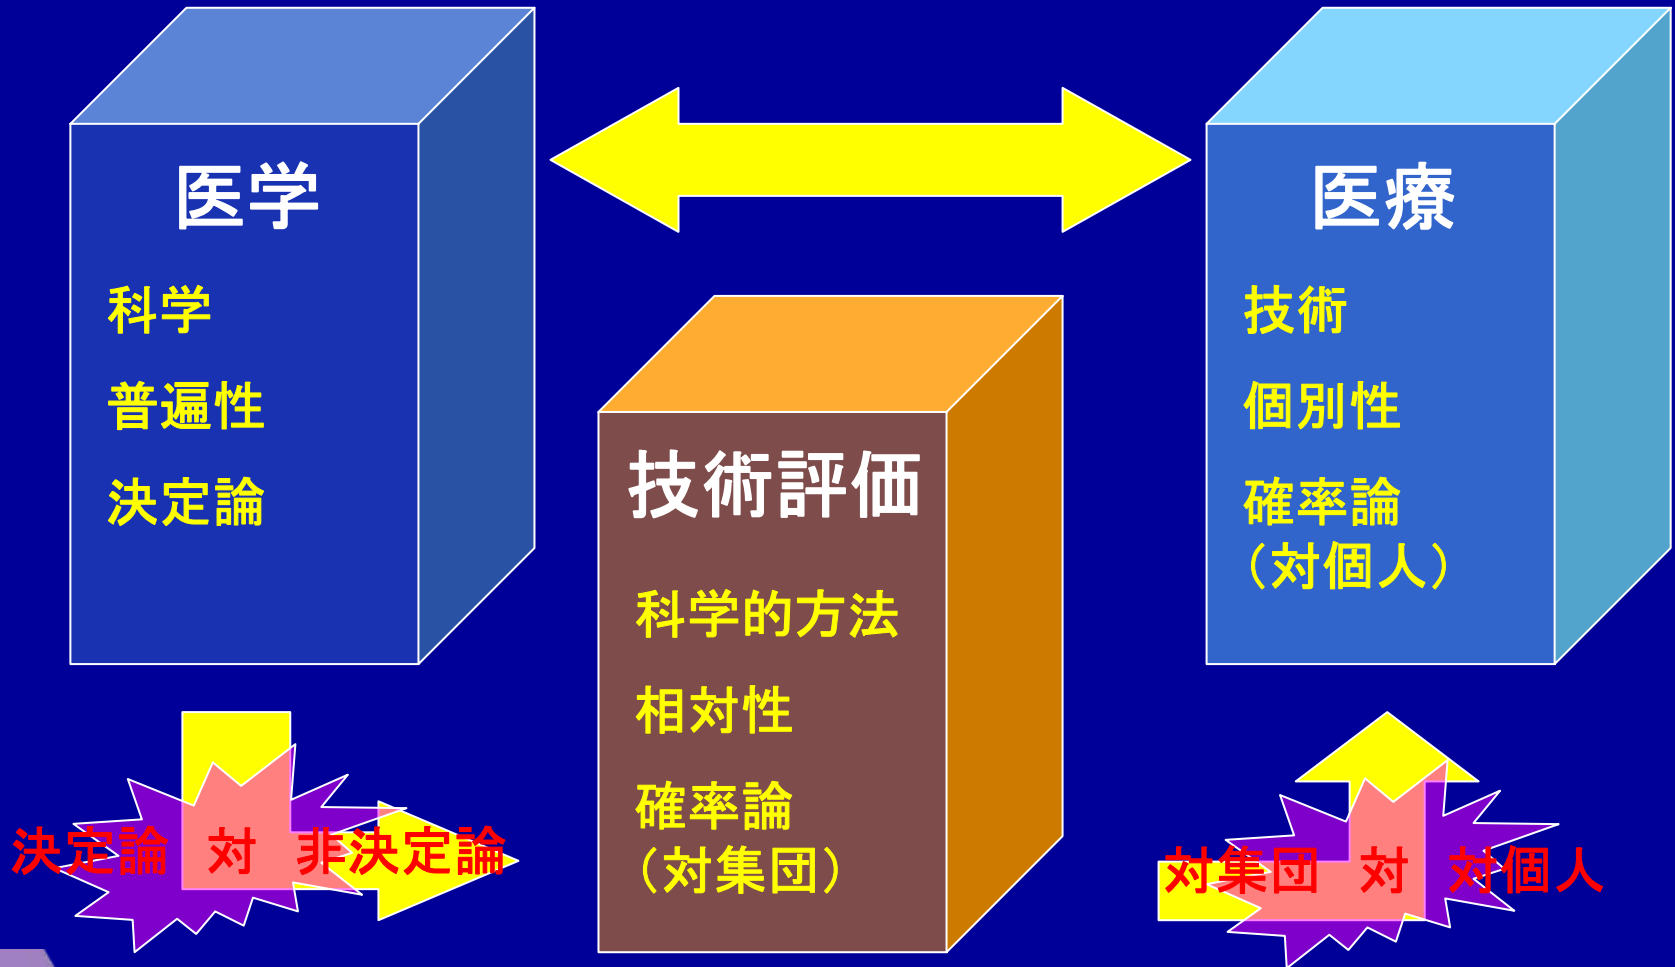 医学
科学
普遍性
決定論
医療
技術
個別性
確率論
（対個人）
技術評価
科学的方法
相対性
確率論
（対集団）
決定論　対　非決定論
対集団　対　対個人